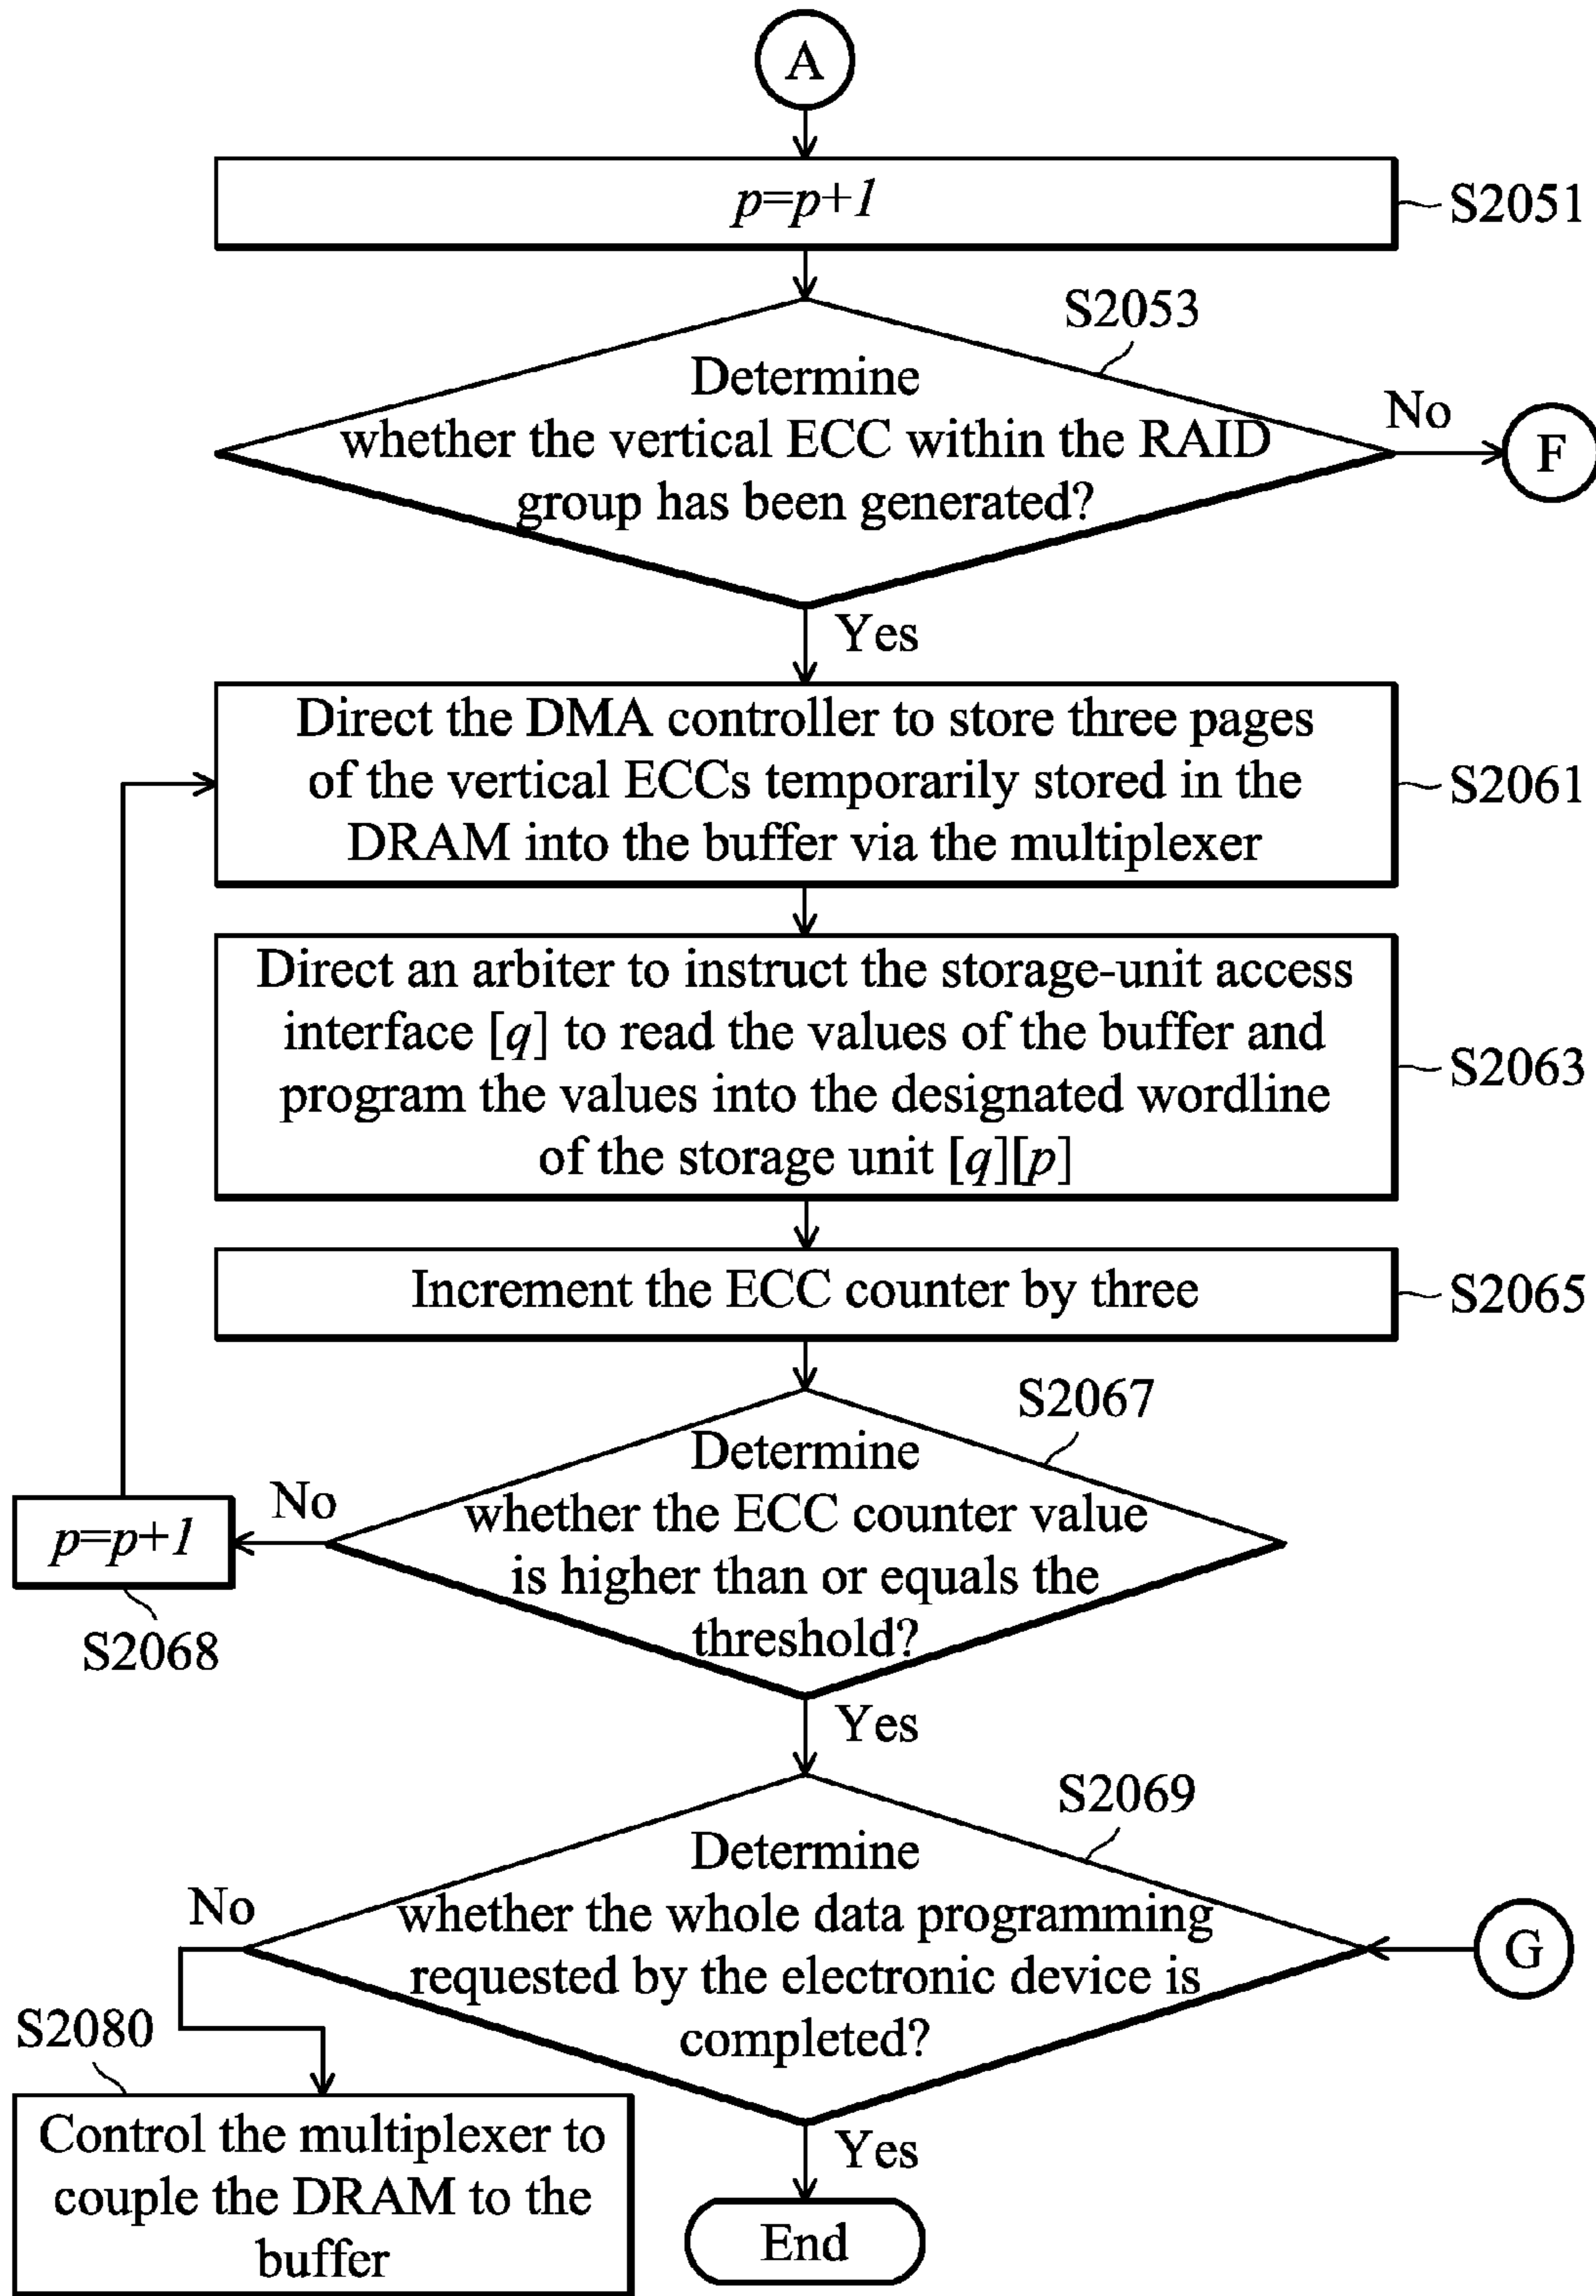 A
p=p+1
S2051
S2053
Determine
whether the vertical ECC within the RAID
group has been generated?
No
F
Yes
Direct the DMA controller to store three pages
of the vertical ECCs temporarily stored in the
DRAM into the buffer via the multiplexer
S2061
Direct an arbiter to instruct the storage-unit access
interface [q] to read the values of the buffer and
program the values into the designated wordline
of the storage unit [q][p]
S2063
Increment the ECC counter by three
S2065
S2067
Determine
whether the ECC counter value
is higher than or equals the
threshold?
No
p=p+1
S2068
Yes
S2069
Determine
whether the whole data programming
requested by the electronic device is
completed?
G
No
S2080
Control the multiplexer to
couple the DRAM to the
buffer
Yes
End